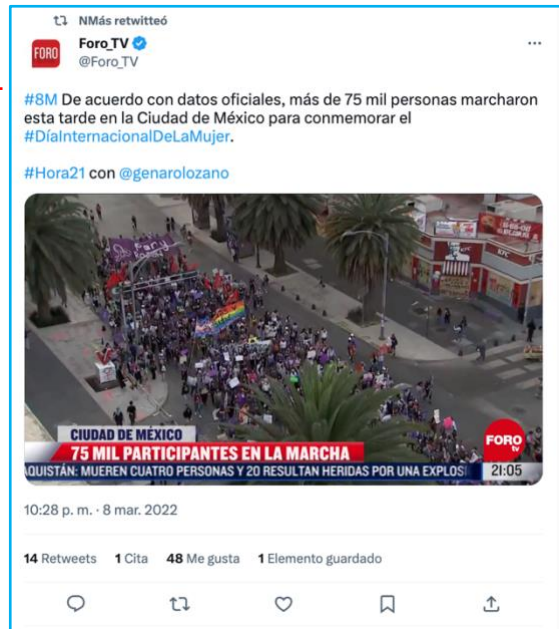 NMás retwitteó
FORO
Foro_TV
@Foro_TV
#8M De acuerdo con datos oficiales, más de 75 mil personas marcharon
esta tarde en la Ciudad de México para conmemorar el
#DíaInternacionalDeLaMujer.
#Hora21 con @genarolozano
KFC
KFC
CIUDAD DE MÉXICO
75 MIL PARTICIPANTES EN LA MARCHA
AQUISTÁN: MUEREN CUATRO PERSONAS Y 20 RESULTAN HERIDAS POR UNA EXPLOSI
FORO
tv
21:05
10:28 p. m. · 8 mar. 2022
14 Retweets 1 Cita 48 Me gusta 1 Elemento guardado